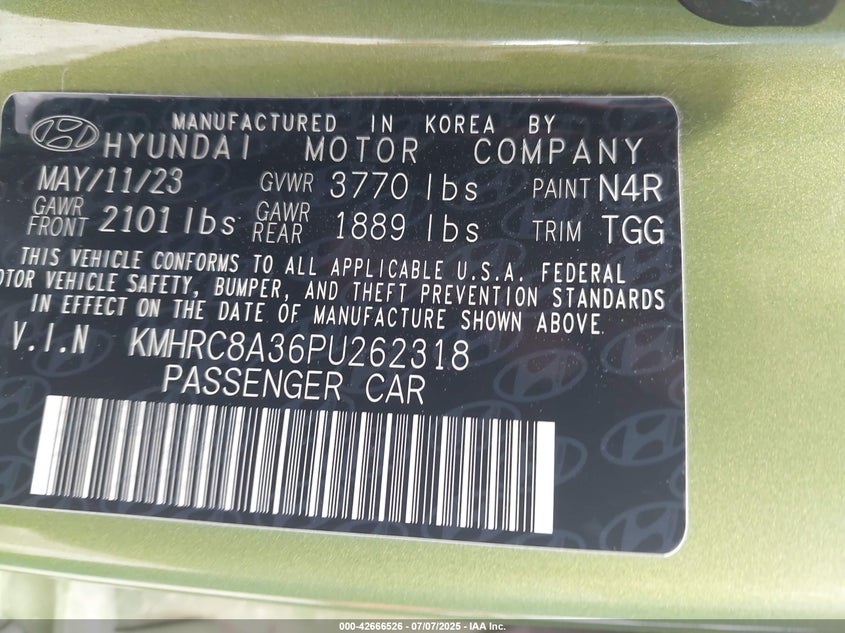 MANUFACTURED IN KOREA BY
HYUNDAI MOTOR COMPANY
MAY/11/23 GVWR 3770 lbs PAINT N4R
GAWR FRONT 2101 lbs GAWR REAR 1889 lbs TRIM TGG
THIS VEHICLE CONFORMS TO ALL APPLICABLE U.S.A. FEDERAL
MOTOR VEHICLE SAFETY, BUMPER, AND THEFT PREVENTION STANDARDS
IN EFFECT ON THE DATE OF MANUFACTURE SHOWN ABOVE.
V.I.N KMHRC8A36PU262318
PASSENGER CAR
000-42666526 - 07/07/2025 - IAA Inc.